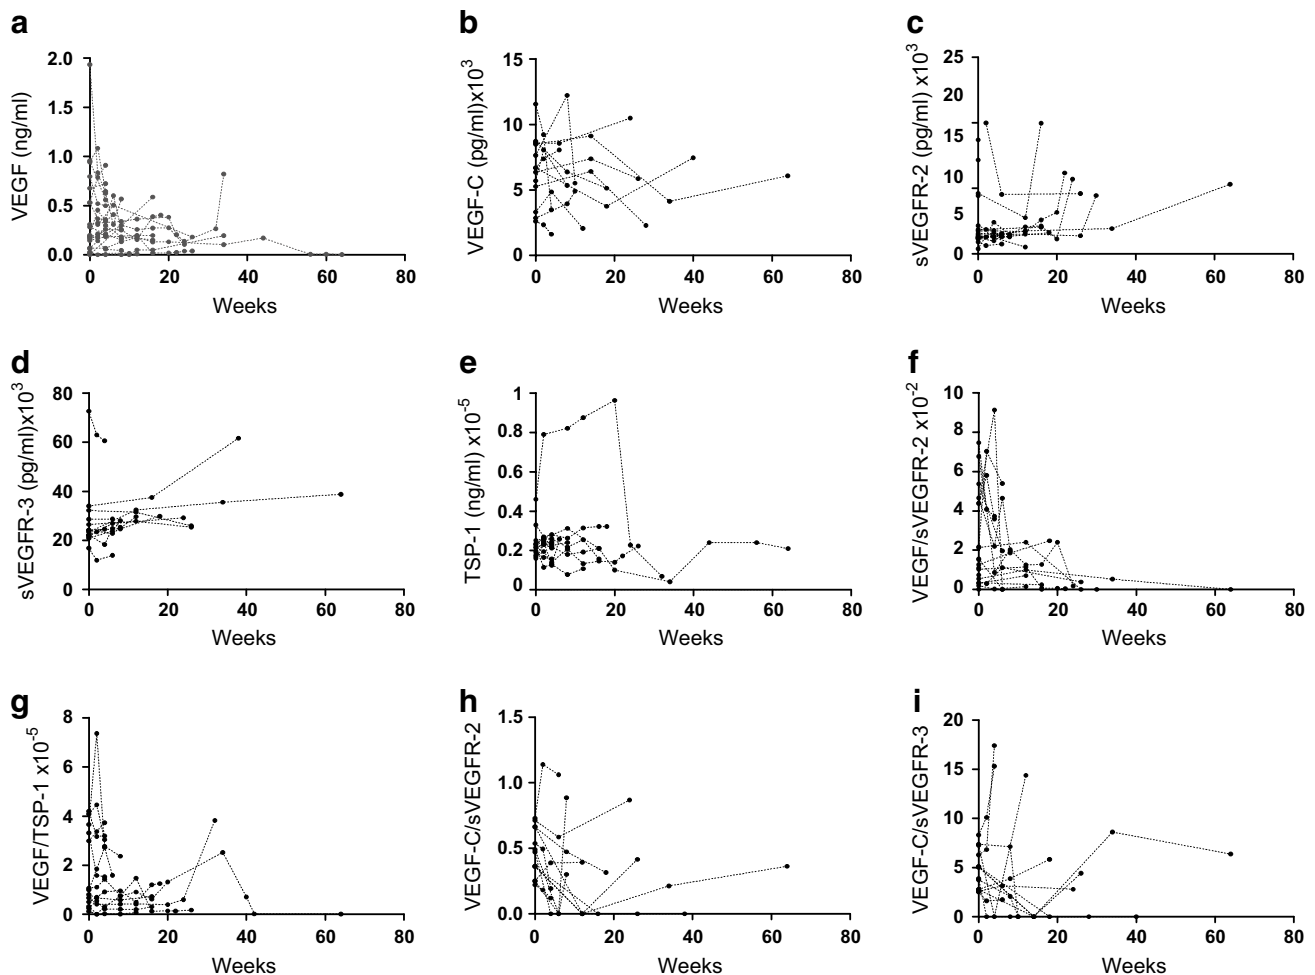 a
b
c
VEGF (ng/ml)
2.0
1.5
1.0
0.5
0.0
0 20 40 60 80
Weeks
VEGF-C (pg/ml)x10³
15
10
5
0
0 20 40 60 80
Weeks
sVEGFR-2 (pg/ml) x10³
25
20
15
10
5
0
0 20 40 60 80
Weeks
d
e
f
sVEGFR-3 (pg/ml)x10³
80
60
40
20
0
0 20 40 60 80
Weeks
TSP-1 (ng/ml) x10⁻⁵
1
0.8
0.6
0.4
0.2
0
0 20 40 60 80
Weeks
VEGF/sVEGFR-2 x10⁻²
10
8
6
4
2
0
0 20 40 60 80
Weeks
g
h
i
VEGF/TSP-1 x10⁻⁵
8
6
4
2
0
0 20 40 60 80
Weeks
VEGF-C/sVEGFR-2
1.5
1.0
0.5
0.0
0 20 40 60 80
Weeks
VEGF-C/sVEGFR-3
20
15
10
5
0
0 20 40 60 80
Weeks